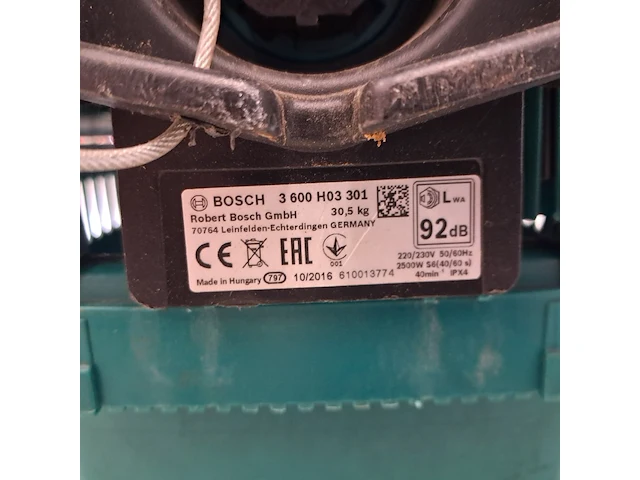 BOSCH 3 600 H03 301
Robert Bosch GmbH 30,5 kg
70764 Leinfelden-Echterdingen GERMANY
LWA
92dB
CE EAC 001
220/230V 50/60Hz
2500W S6(40/60 s)
40min⁻¹ IPX4
Made in Hungary 797 10/2016 610013774